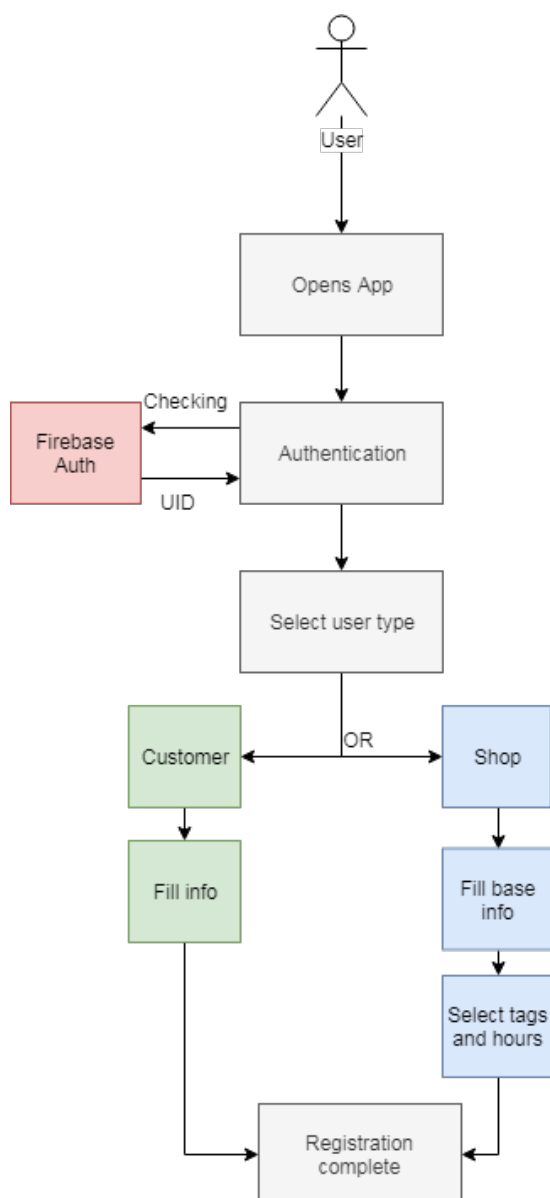 User
Opens App
Checking
Firebase
Auth
Authentication
UID
Select user type
OR
Customer
Shop
Fill info
Fill base
info
Select tags
and hours
Registration
complete